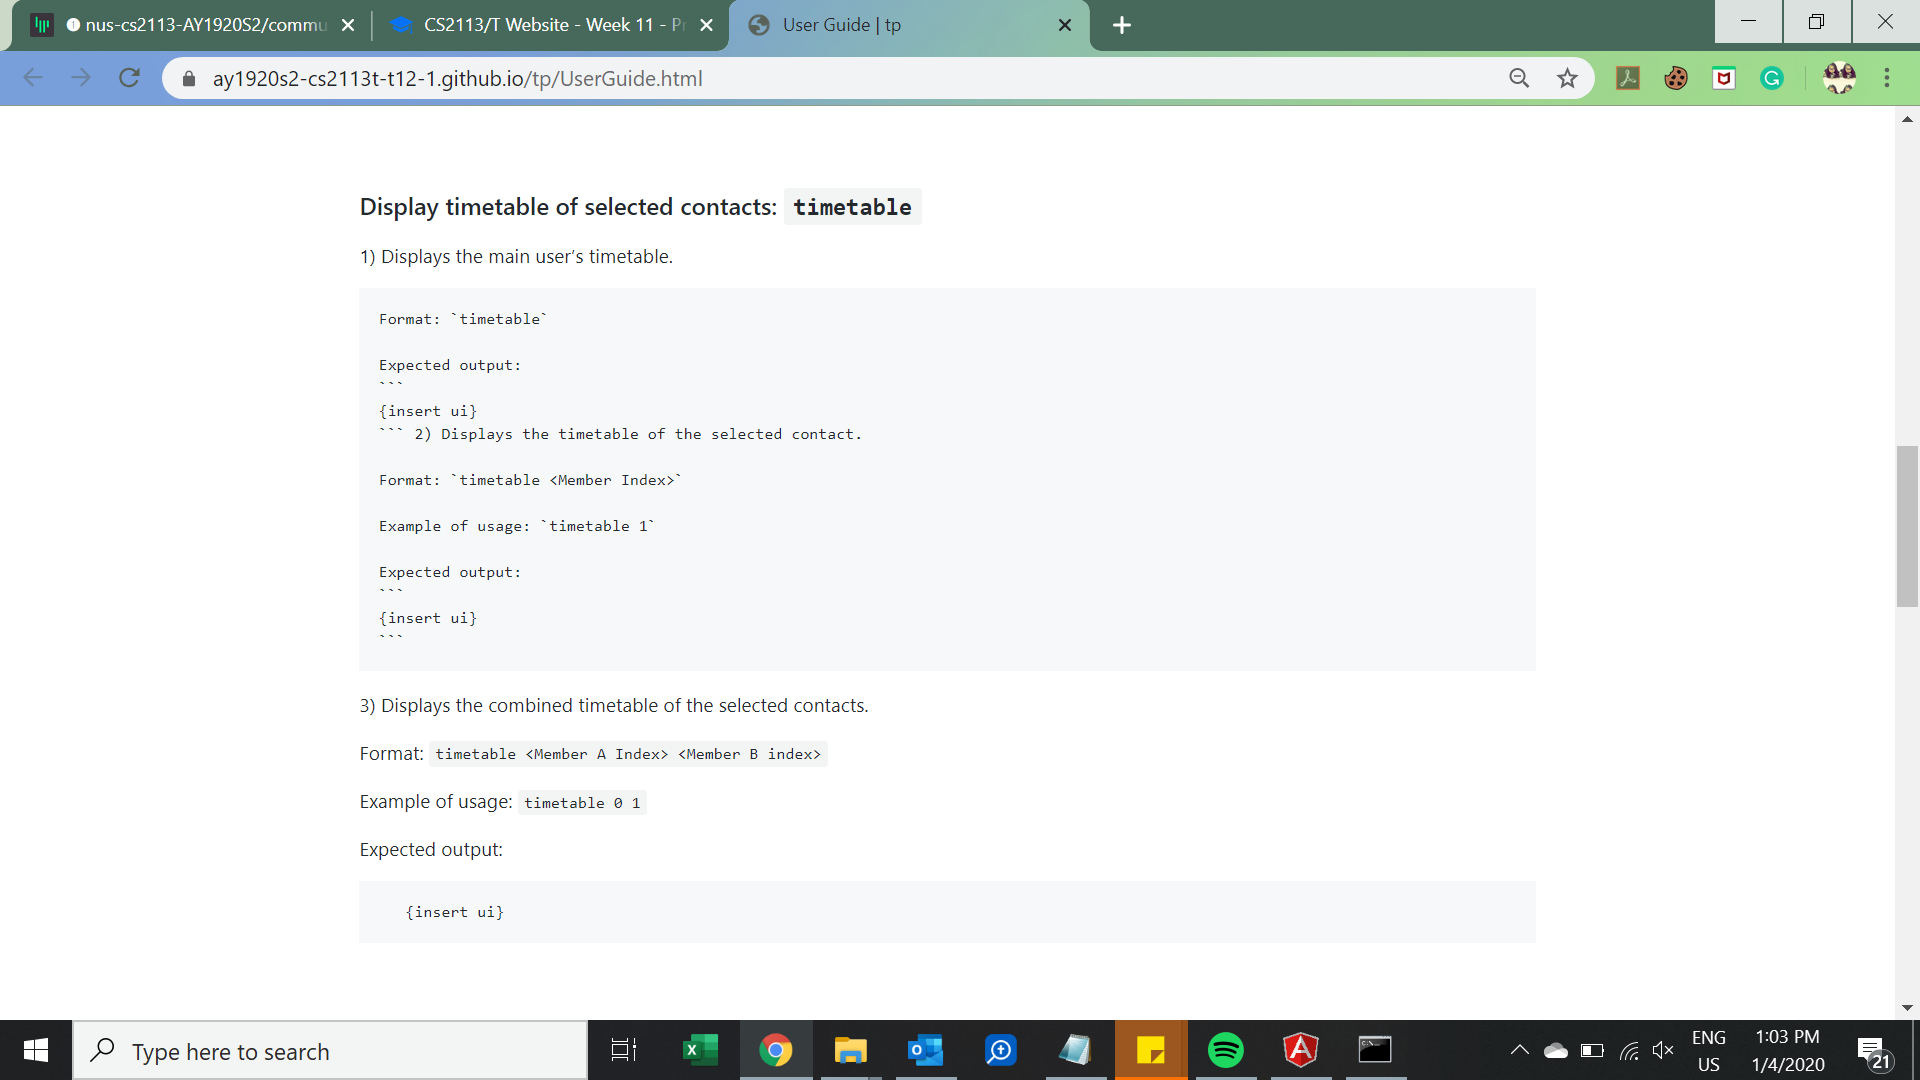 nus-cs2113-AY1920S2/commu
CS2113/T Website - Week 11 - Pr
User Guide | tp
ay1920s2-cs2113t-t12-1.github.io/tp/UserGuide.html
Display timetable of selected contacts: timetable
1) Displays the main user’s timetable.
Format: `timetable`
Expected output:
```
{insert ui}
``` 2) Displays the timetable of the selected contact.
Format: `timetable <Member Index>`
Example of usage: `timetable 1`
Expected output:
```
{insert ui}
```
3) Displays the combined timetable of the selected contacts.
Format: timetable <Member A Index> <Member B index>
Example of usage: timetable 0 1
Expected output:
{insert ui}
Type here to search
ENG
US
1:03 PM
1/4/2020
21